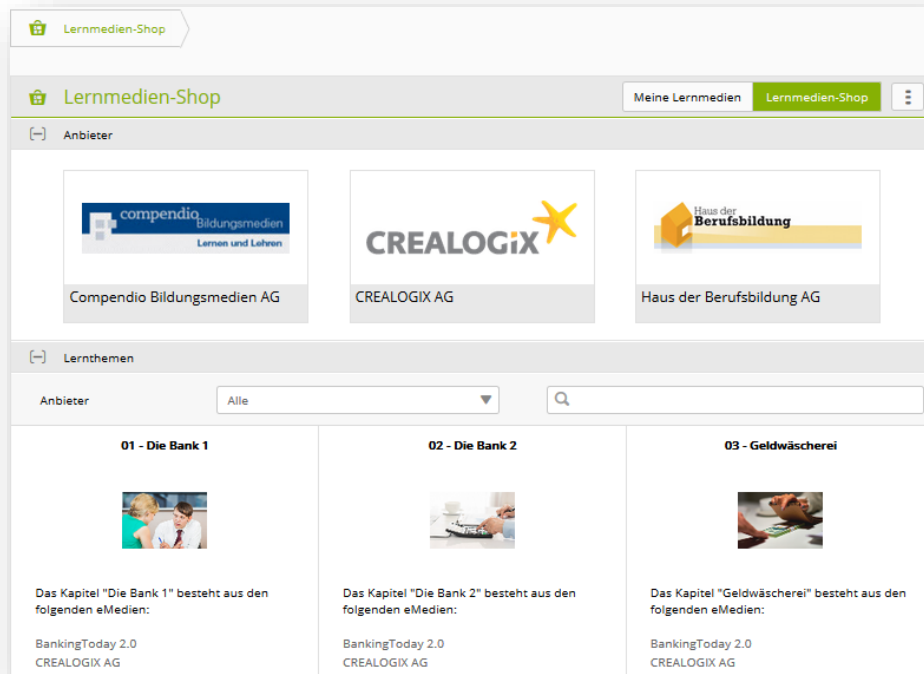 Lernmedien-Shop
Lernmedien-Shop
Meine Lernmedien
Lernmedien-Shop
Anbieter
compendio
Bildungsmedien
Lernen und Lehren
CREALOGiX
Haus der
Berufsbildung
Compendio Bildungsmedien AG
CREALOGIX AG
Haus der Berufsbildung AG
Lernthemen
Anbieter
Alle
01 - Die Bank 1
02 - Die Bank 2
03 - Geldwäscherei
Das Kapitel "Die Bank 1" besteht aus den
folgenden eMedien:
BankingToday 2.0
CREALOGIX AG
Das Kapitel "Die Bank 2" besteht aus den
folgenden eMedien:
BankingToday 2.0
CREALOGIX AG
Das Kapitel "Geldwäscherei" besteht aus den
folgenden eMedien:
BankingToday 2.0
CREALOGIX AG